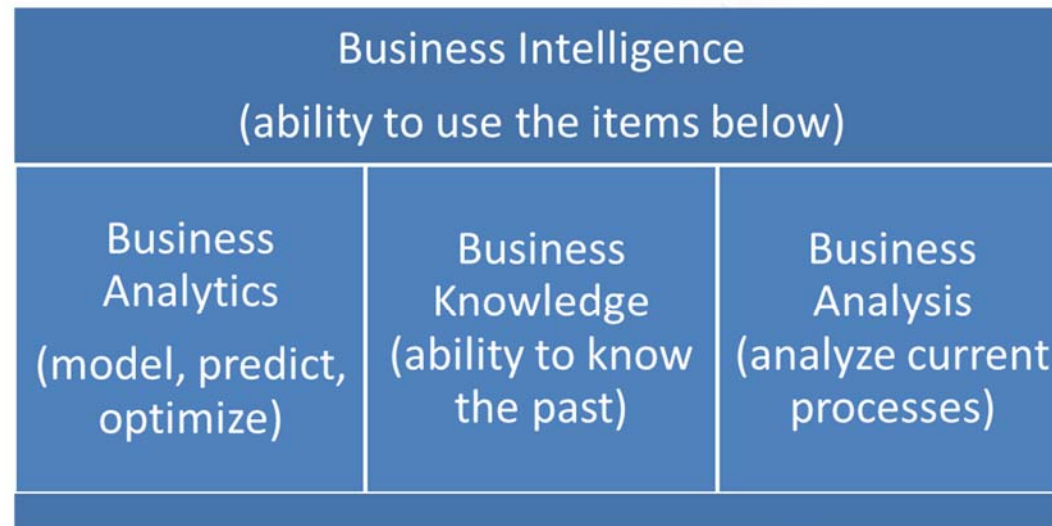 Business Intelligence
(ability to use the items below)
Business
Analytics
(model, predict,
optimize)
Business
Knowledge
(ability to know
the past)
Business
Analysis
(analyze current
processes)